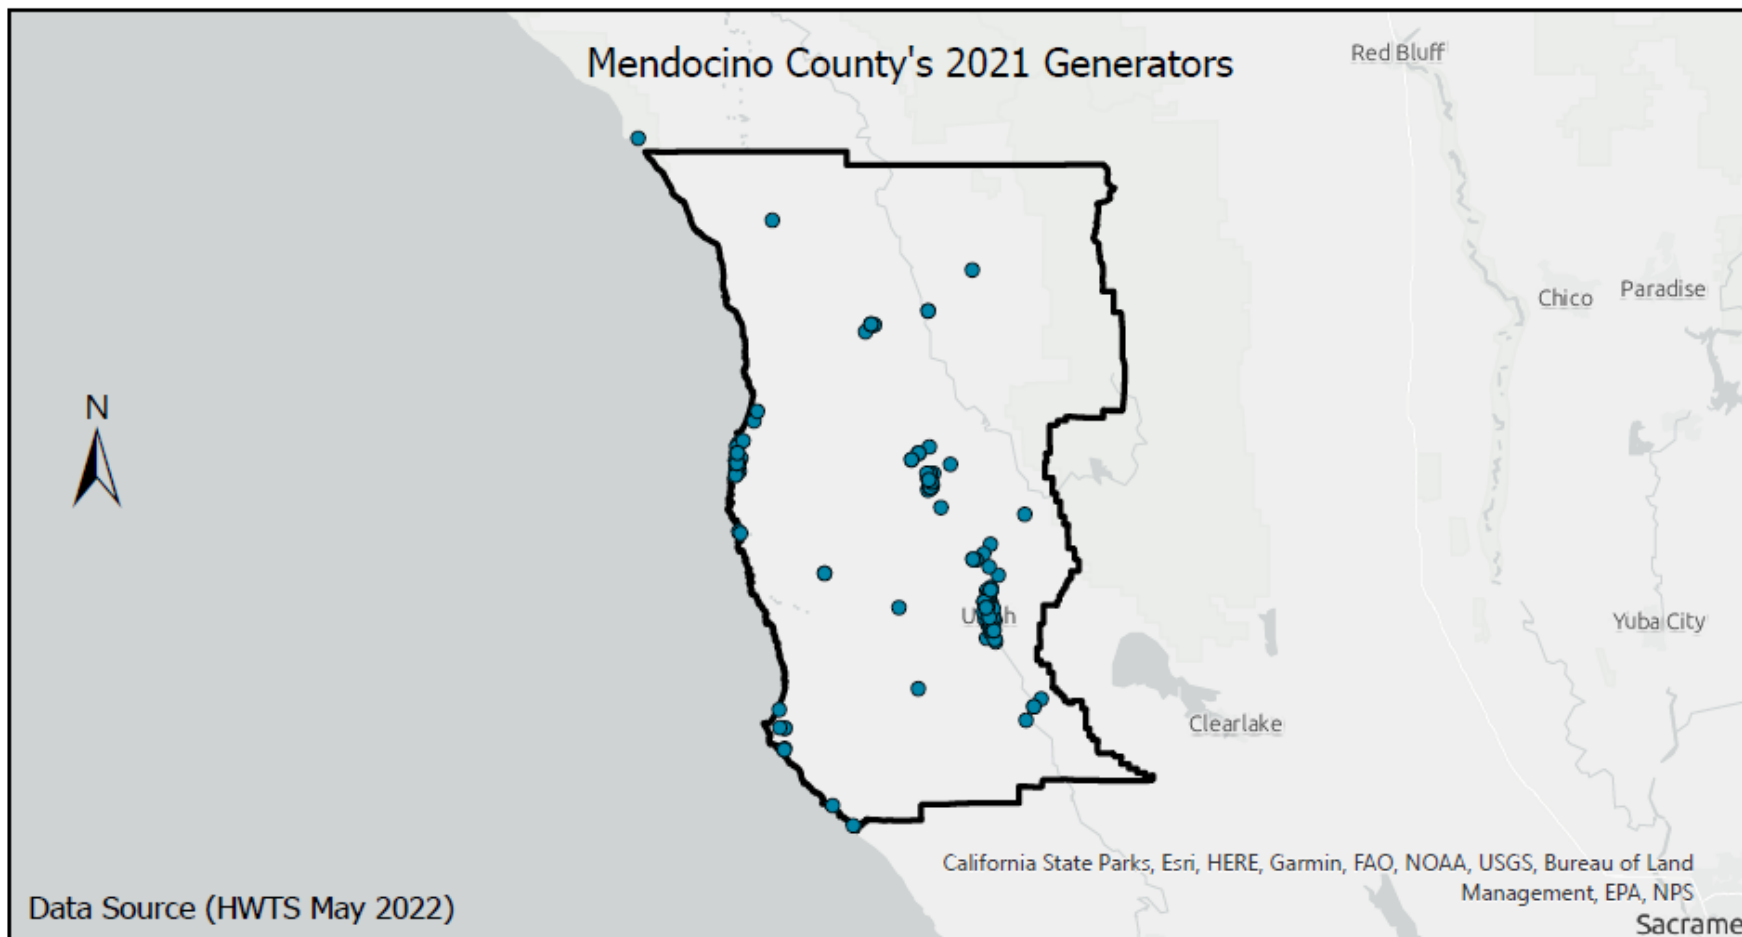 Mendocino County's 2021 Generators
Red Bluff
Chico
Paradise
N
Yuba City
Clearlake
California State Parks, Esri, HERE, Garmin, FAO, NOAA, USGS, Bureau of Land
Management, EPA, NPS
Data Source (HWTS May 2022)
Sacrame